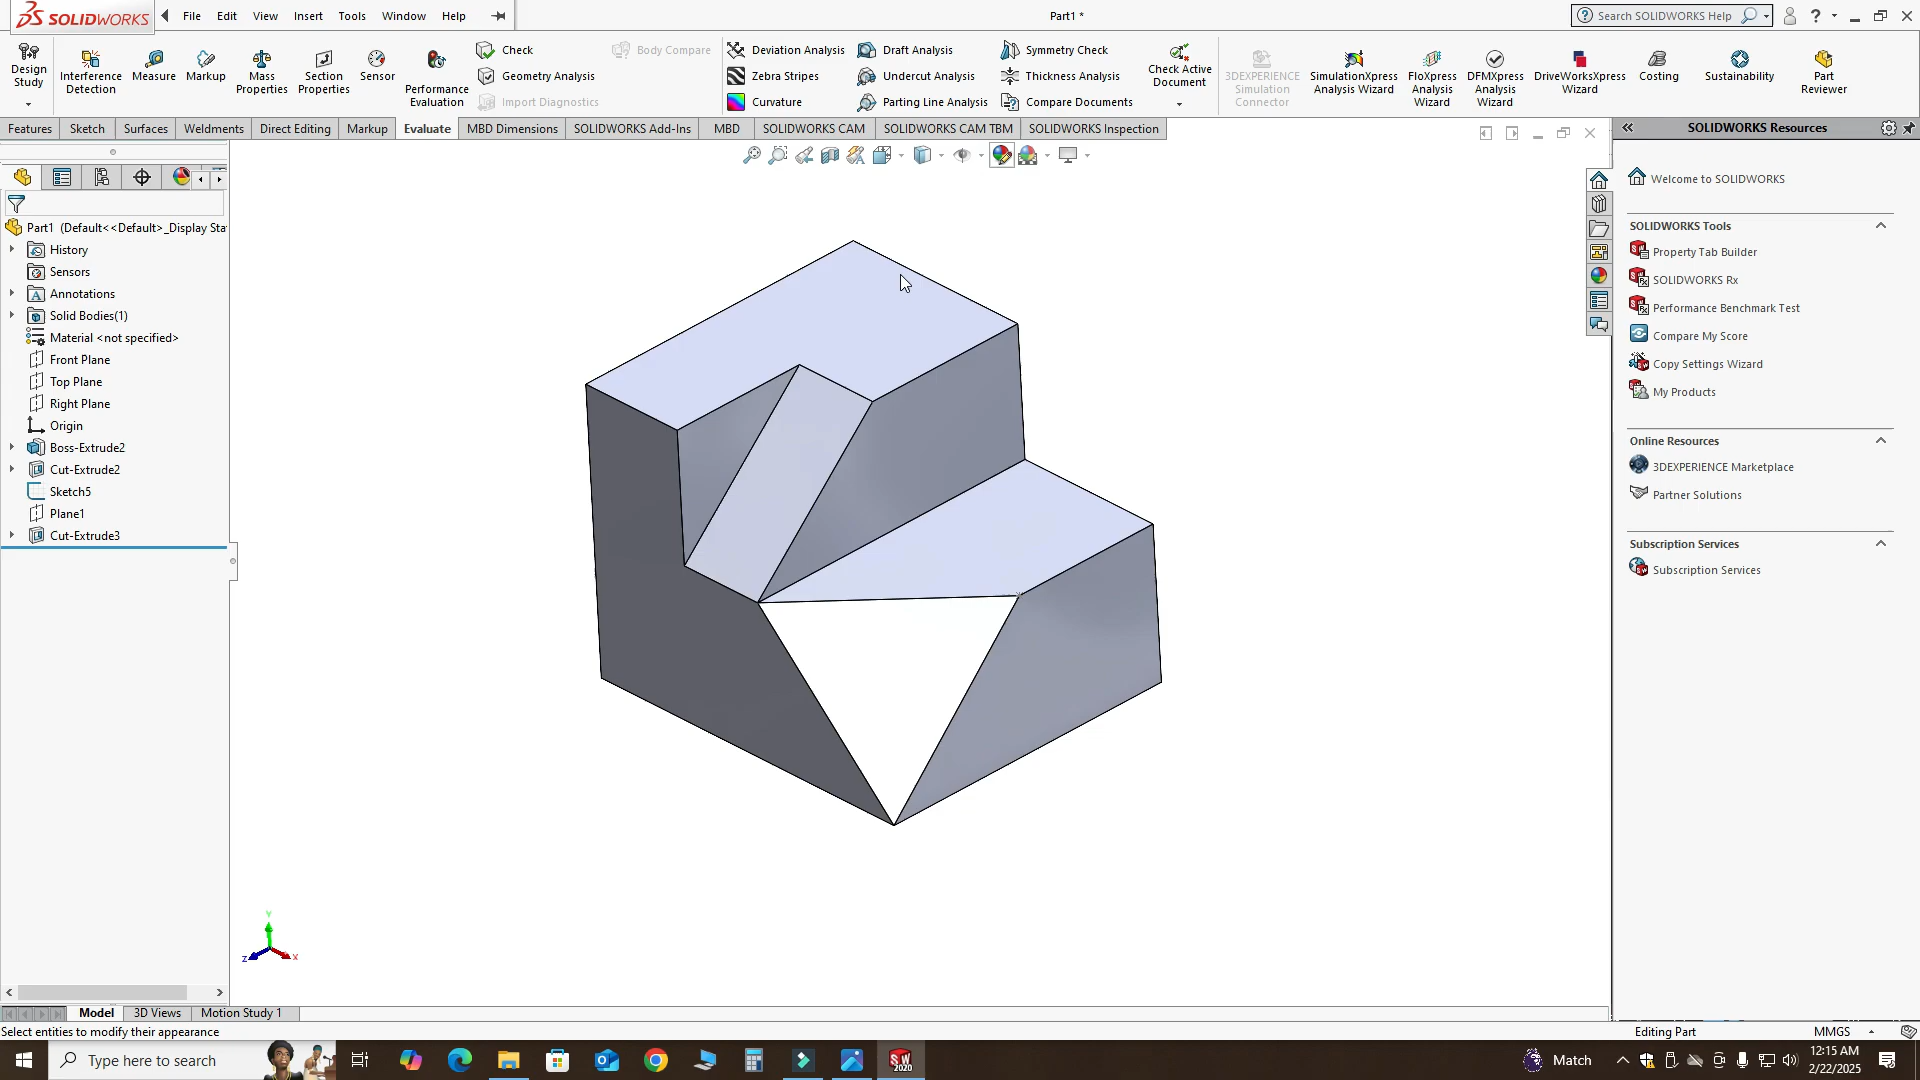 SOLIDWORKS
File Edit View Insert Tools Window Help
Part1 *
Search SOLIDWORKS Help
Design Study
Interference Detection
Measure
Markup
Mass Properties
Section Properties
Sensor
Performance Evaluation
Check
Geometry Analysis
Import Diagnostics
Body Compare
Deviation Analysis
Zebra Stripes
Curvature
Draft Analysis
Undercut Analysis
Parting Line Analysis
Symmetry Check
Thickness Analysis
Compare Documents
Check Active Document
3DEXPERIENCE Simulation Connector
SimulationXpress Analysis Wizard
FloXpress Analysis Wizard
DFMXpress Analysis Wizard
DriveWorksXpress Wizard
Costing
Sustainability
Part Reviewer
Features Sketch Surfaces Weldments Direct Editing Markup Evaluate MBD Dimensions SOLIDWORKS Add-Ins MBD SOLIDWORKS CAM SOLIDWORKS CAM TBM SOLIDWORKS Inspection
Part1 (Default<<Default>_Display Sta
History
Sensors
Annotations
Solid Bodies(1)
Material <not specified>
Front Plane
Top Plane
Right Plane
Origin
Boss-Extrude2
Cut-Extrude2
Sketch5
Plane1
Cut-Extrude3
Y
Z
X
SOLIDWORKS Resources
Welcome to SOLIDWORKS
SOLIDWORKS Tools
Property Tab Builder
SOLIDWORKS Rx
Performance Benchmark Test
Compare My Score
Copy Settings Wizard
My Products
Online Resources
3DEXPERIENCE Marketplace
Partner Solutions
Subscription Services
Subscription Services
Model 3D Views Motion Study 1
Select entities to modify their appearance
Editing Part
MMGS
Type here to search
SW 2020
Match
12:15 AM
2/22/2025